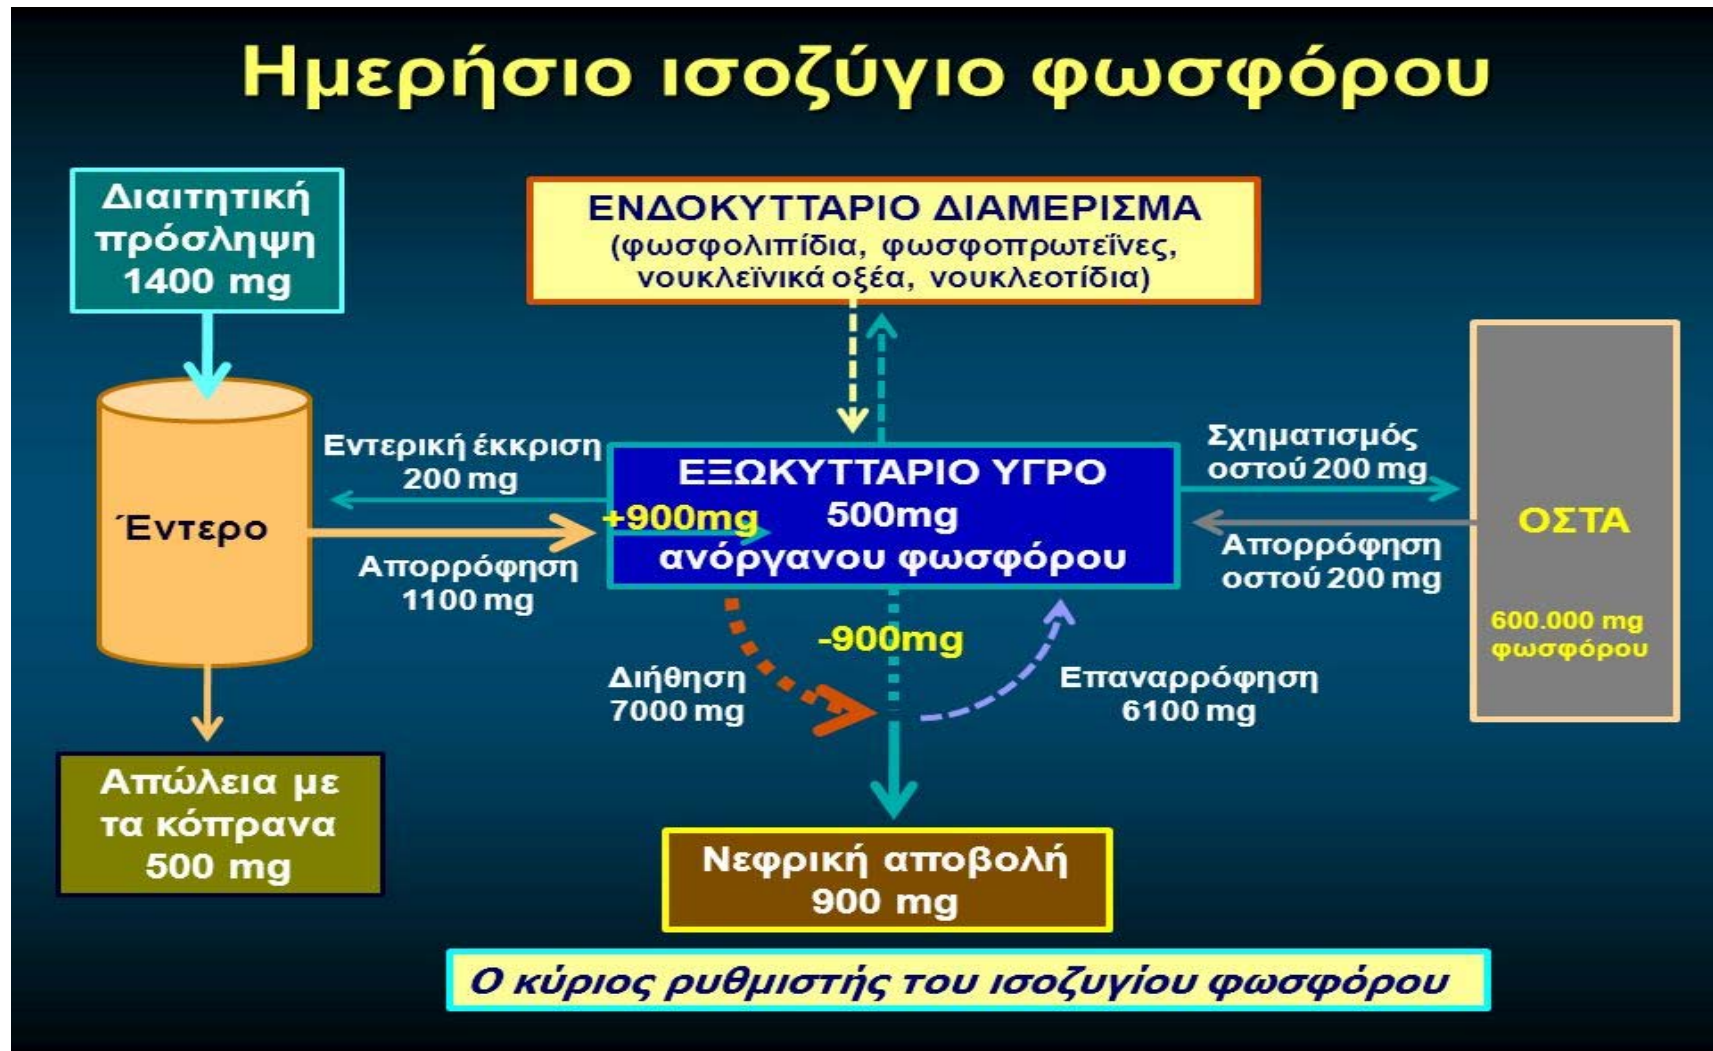 Ημερήσιο ισοζύγιο φωσφόρου
Διαιτητική
πρόσληψη
1400 mg
ΕΝΔΟΚΥΤΤΑΡΙΟ ΔΙΑΜΕΡΙΣΜΑ
(φωσφολιπίδια, φωσφοπρωτεΐνες,
νουκλεϊνικά οξέα, νουκλεοτίδια)
Εντερική έκκριση
200 mg
Έντερο
Απορρόφηση
1100 mg
+900mg
ΕΞΩΚΥΤΤΑΡΙΟ ΥΓΡΟ
500mg
ανόργανου φωσφόρου
Σχηματισμός
οστού 200 mg
Απορρόφηση
οστού 200 mg
ΟΣΤΑ
600.000 mg
φωσφόρου
-900mg
Διήθηση
7000 mg
Επαναρρόφηση
6100 mg
Απώλεια με
τα κόπρανα
500 mg
Νεφρική αποβολή
900 mg
Ο κύριος ρυθμιστής του ισοζυγίου φωσφόρου